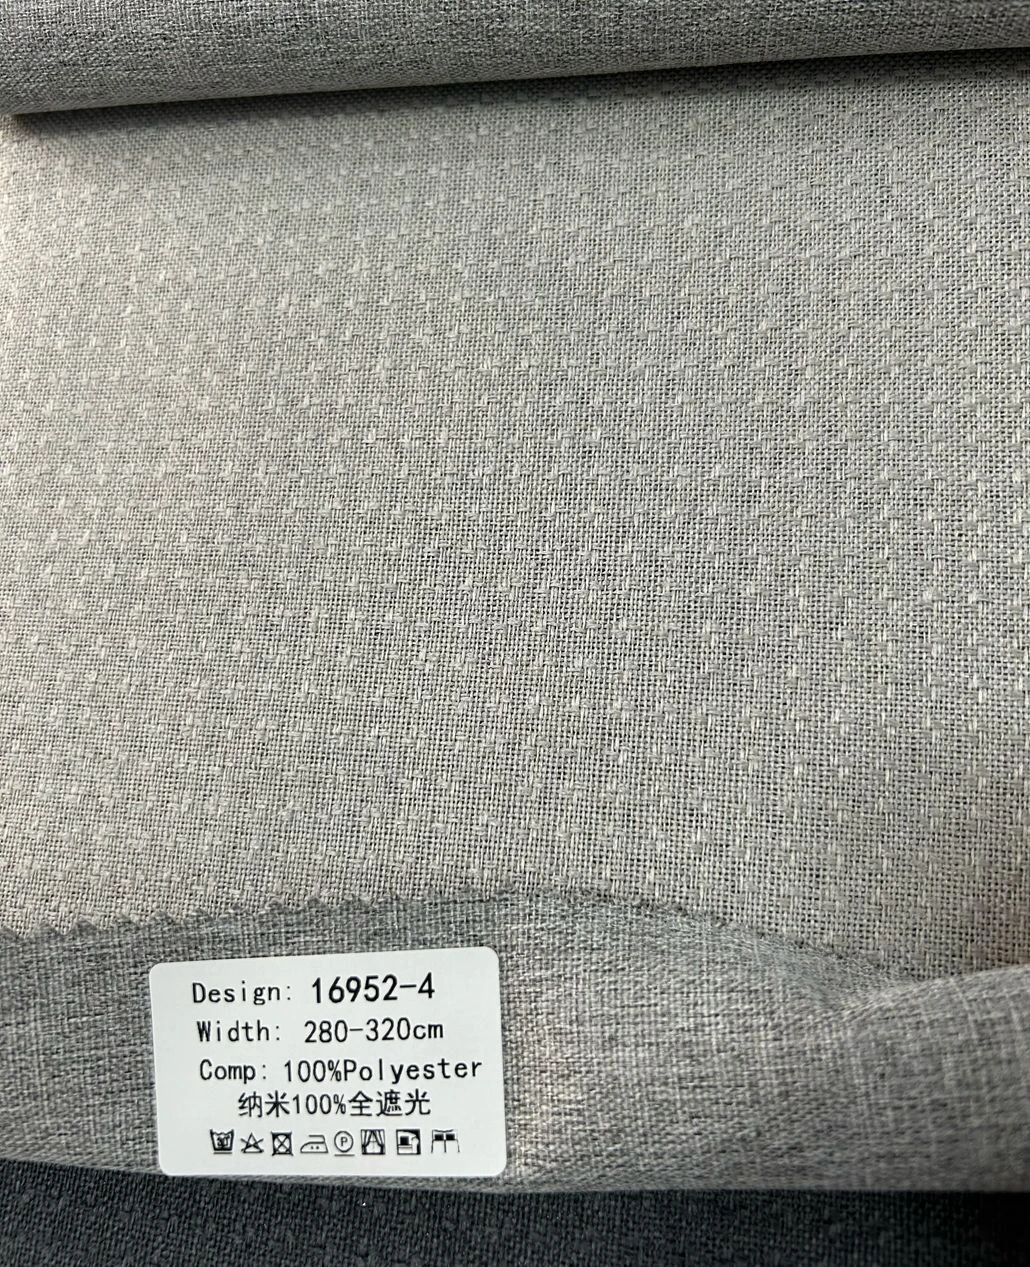 Design: 16952-4
Width: 280-320cm
Comp: 100%Polyester
纳米100%全遮光